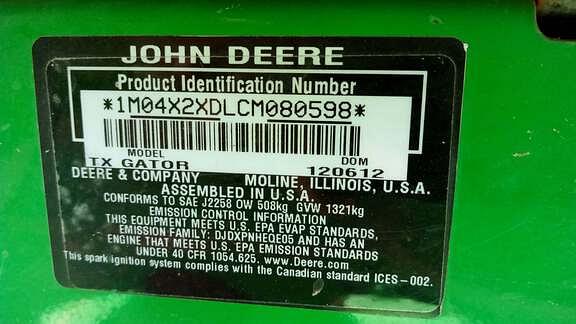 JOHN DEERE
Product Identification Number
*1M04X2XDLCM080598*
MODEL DOM
TX GATOR 120612
DEERE & COMPANY MOLINE, ILLINOIS, U.S.A.
ASSEMBLED IN U.S.A.
CONFORMS TO SAE J2258 OW 508kg GVW 1321kg
EMISSION CONTROL INFORMATION
THIS EQUIPMENT MEETS U.S. EPA EVAP STANDARDS,
EMISSION FAMILY: DJDXPNHEQE05 AND HAS AN
ENGINE THAT MEETS U.S. EPA EMISSION STANDARDS
UNDER 40 CFR 1054.625. www.Deere.com
This spark ignition system complies with the Canadian standard ICES-002.